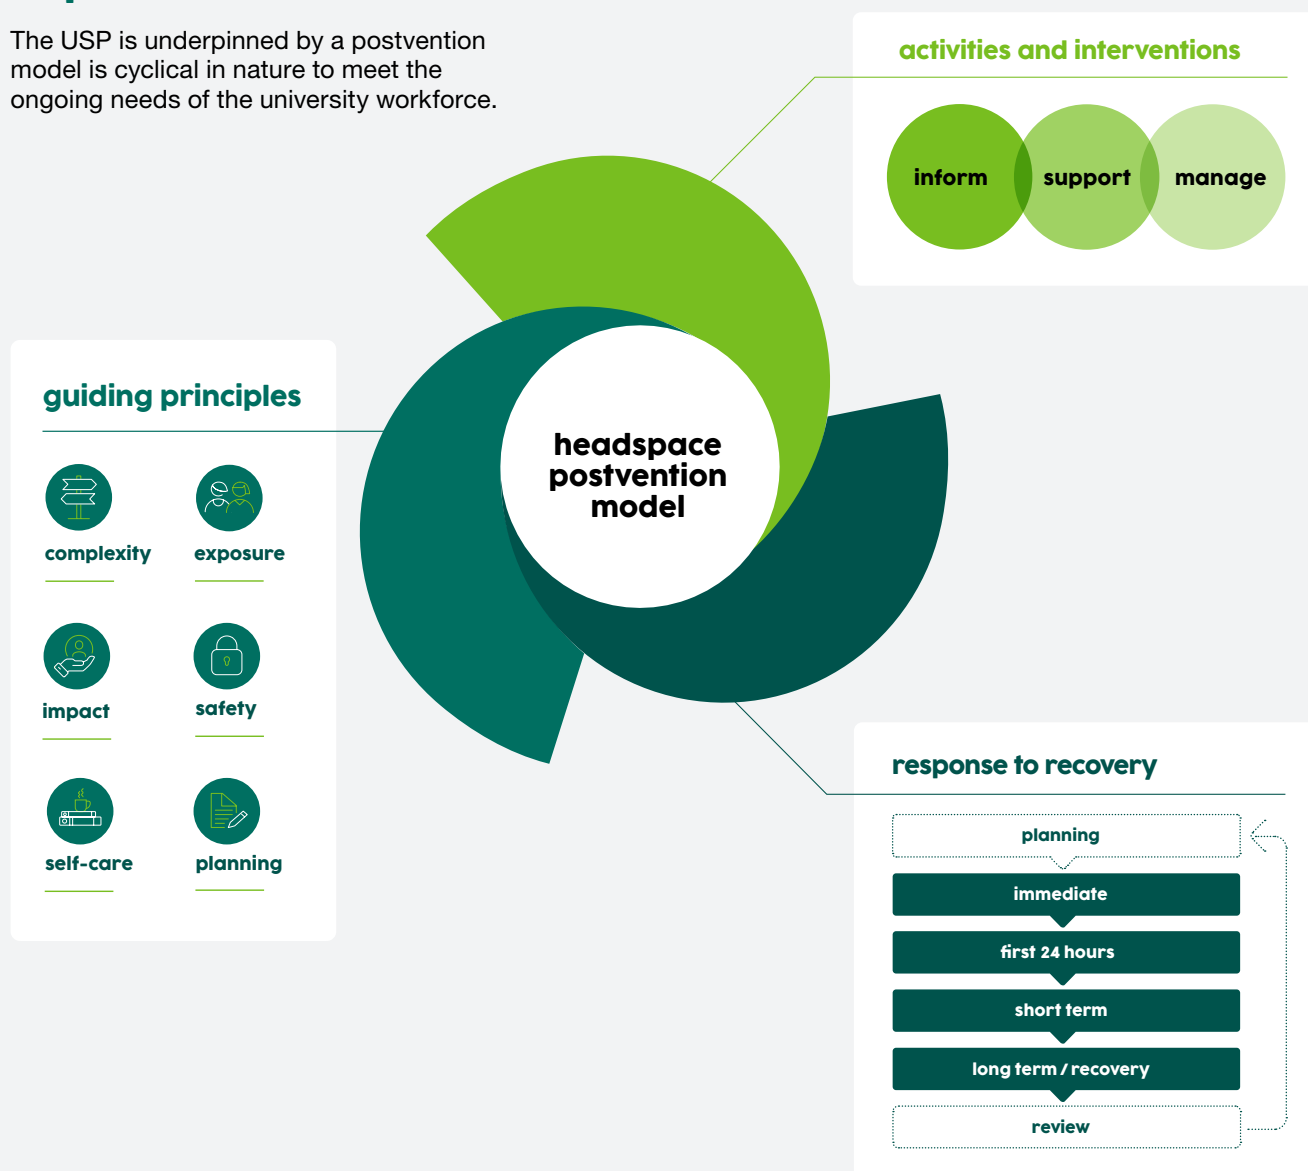 The USP is underpinned by a postvention
model is cyclical in nature to meet the
ongoing needs of the university workforce.
activities and interventions
inform
support
manage
guiding principles
complexity
exposure
impact
safety
self-care
planning
headspace
postvention
model
response to recovery
planning
immediate
first 24 hours
short term
long term / recovery
review